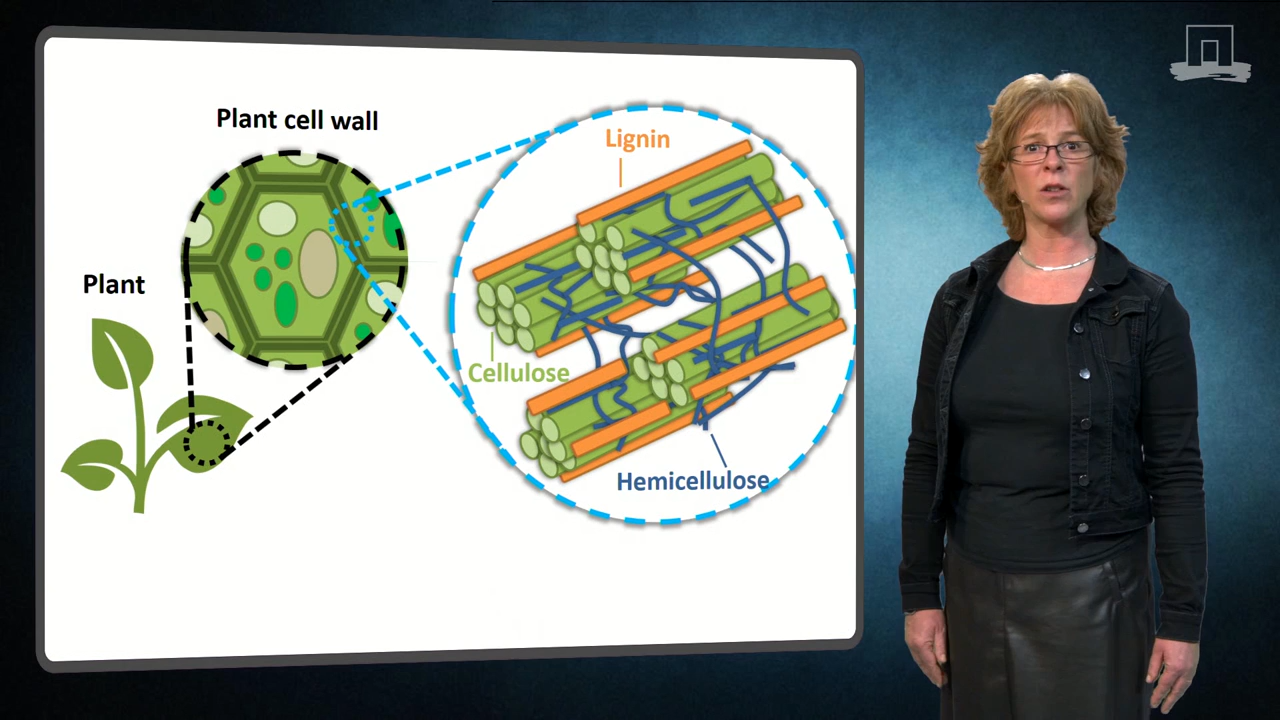 Plant cell wall
Lignin
Plant
Cellulose
Hemicellulose